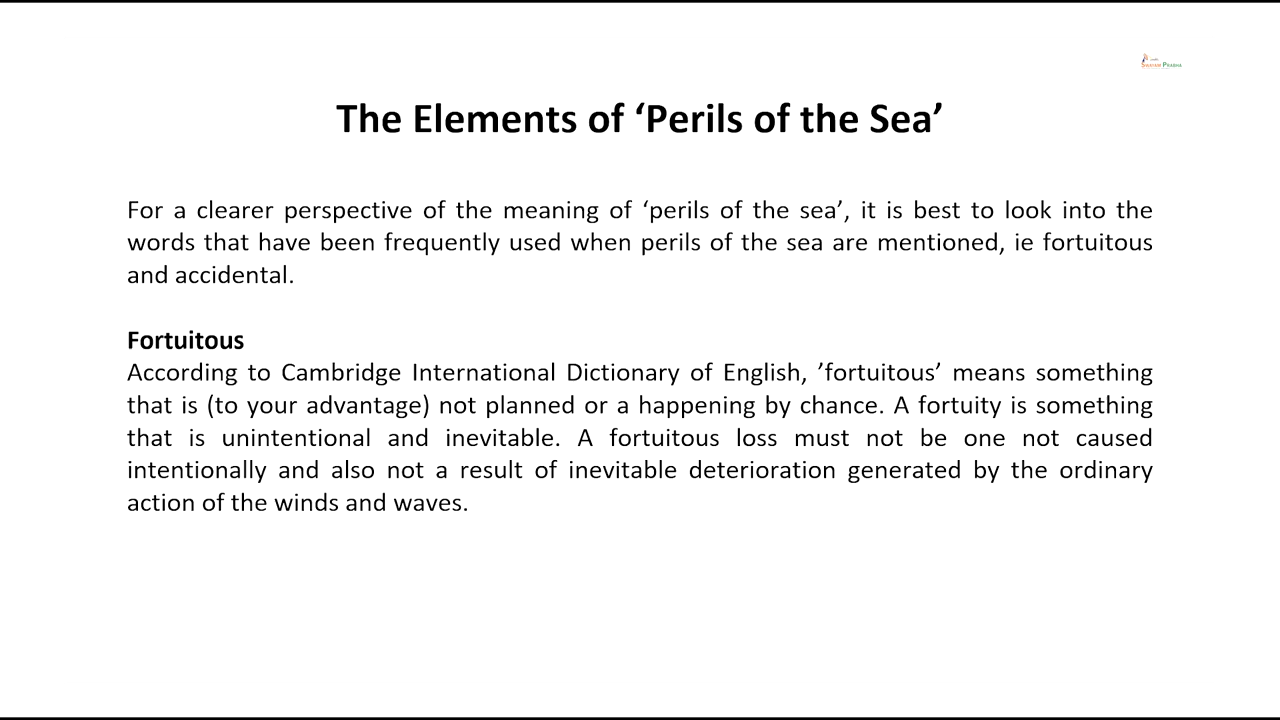 SWAYAM PRABHA
The Elements of ‘Perils of the Sea’
For a clearer perspective of the meaning of ‘perils of the sea’, it is best to look into the
words that have been frequently used when perils of the sea are mentioned, ie fortuitous
and accidental.
Fortuitous
According to Cambridge International Dictionary of English, ’fortuitous’ means something
that is (to your advantage) not planned or a happening by chance. A fortuity is something
that is unintentional and inevitable. A fortuitous loss must not be one not caused
intentionally and also not a result of inevitable deterioration generated by the ordinary
action of the winds and waves.